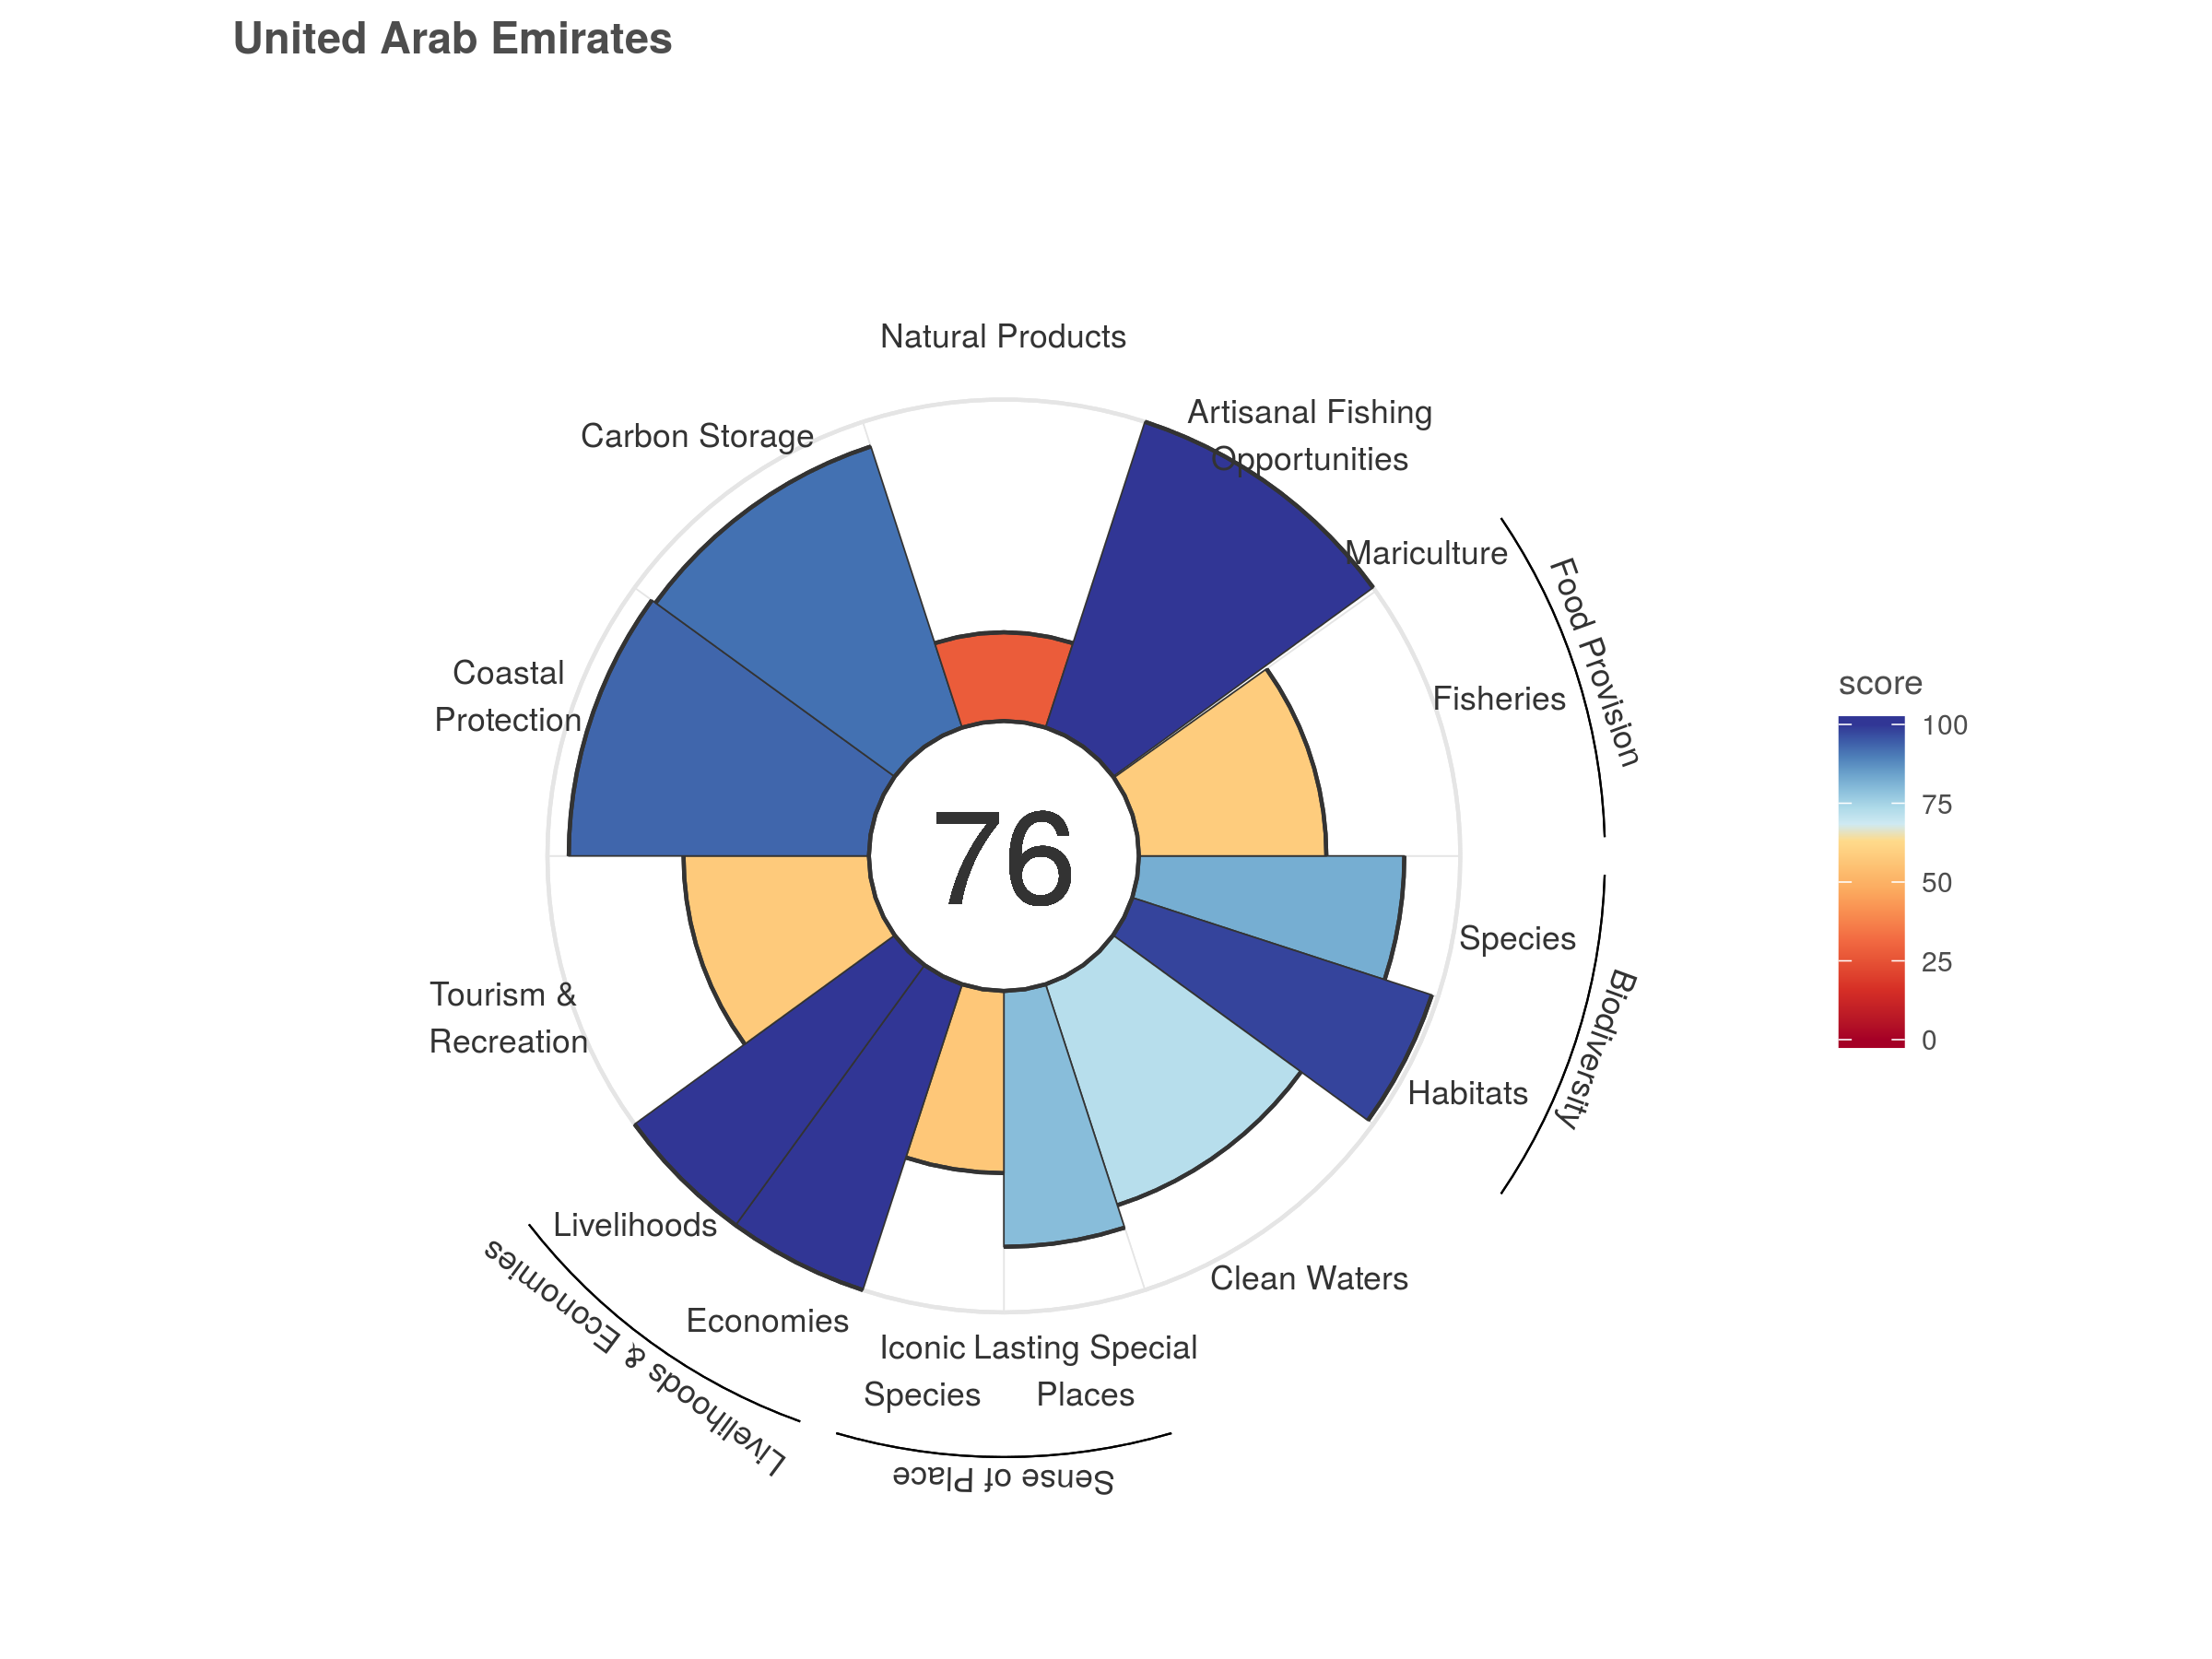 United Arab Emirates
Natural Products
Artisanal Fishing
Opportunities
Carbon Storage
Mariculture
Food Provision
Fisheries
Coastal
Protection
76
Species
Biodiversity
Habitats
Tourism &
Recreation
Livelihoods
Clean Waters
Economies
Livelihoods & Economies
Iconic
Species
Lasting Special
Places
Sense of Place
score
100
75
50
25
0